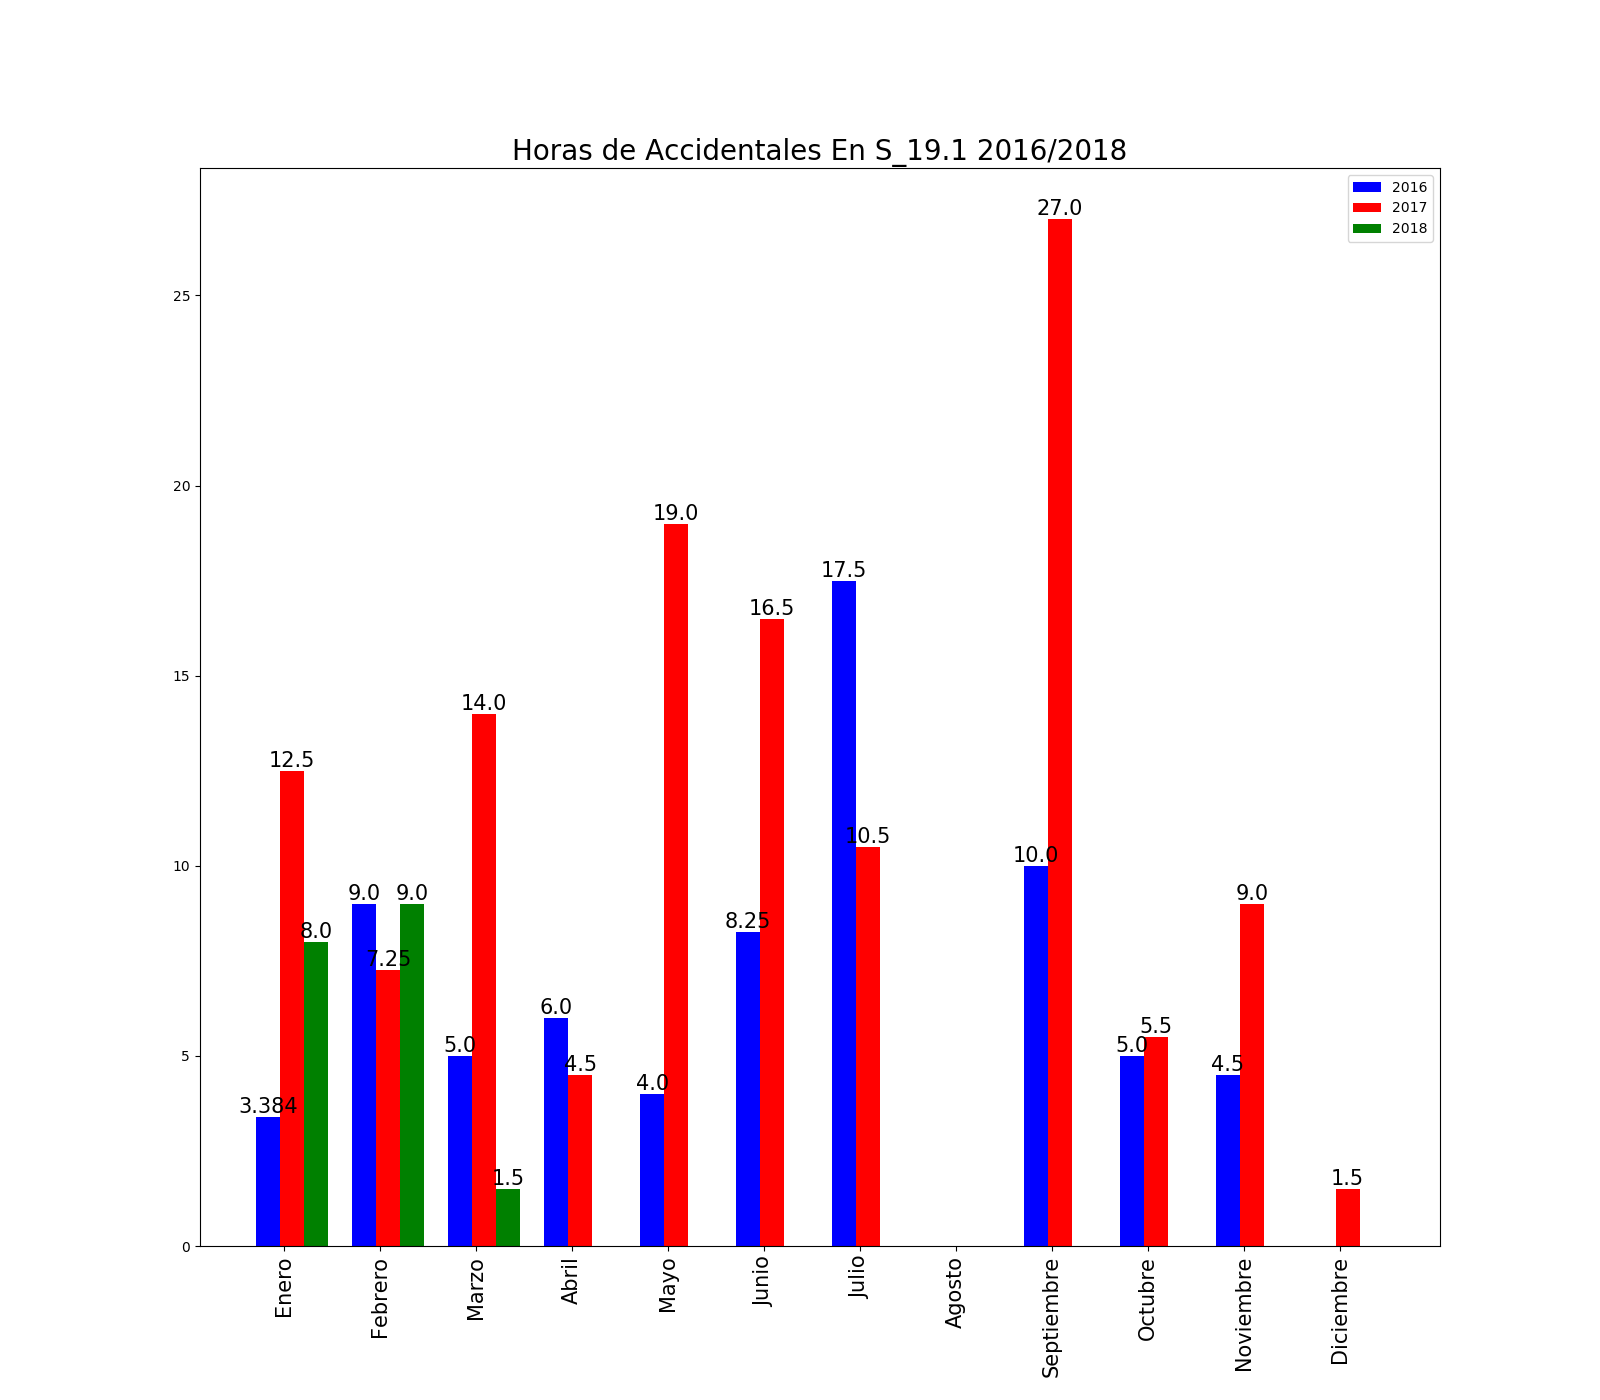 Horas de Accidentales En S_19.1 2016/2018
2016
2017
2018
27.0
25
20
19.0
17.5
16.5
15
14.0
12.5
10.5
10
10.0
9.0
9.0
9.0
8.25
8.0
7.25
6.0
5.5
5
5.0
5.0
4.5
4.5
4.0
3.384
1.5
1.5
0
Enero
Febrero
Marzo
Abril
Mayo
Junio
Julio
Agosto
Septiembre
Octubre
Noviembre
Diciembre